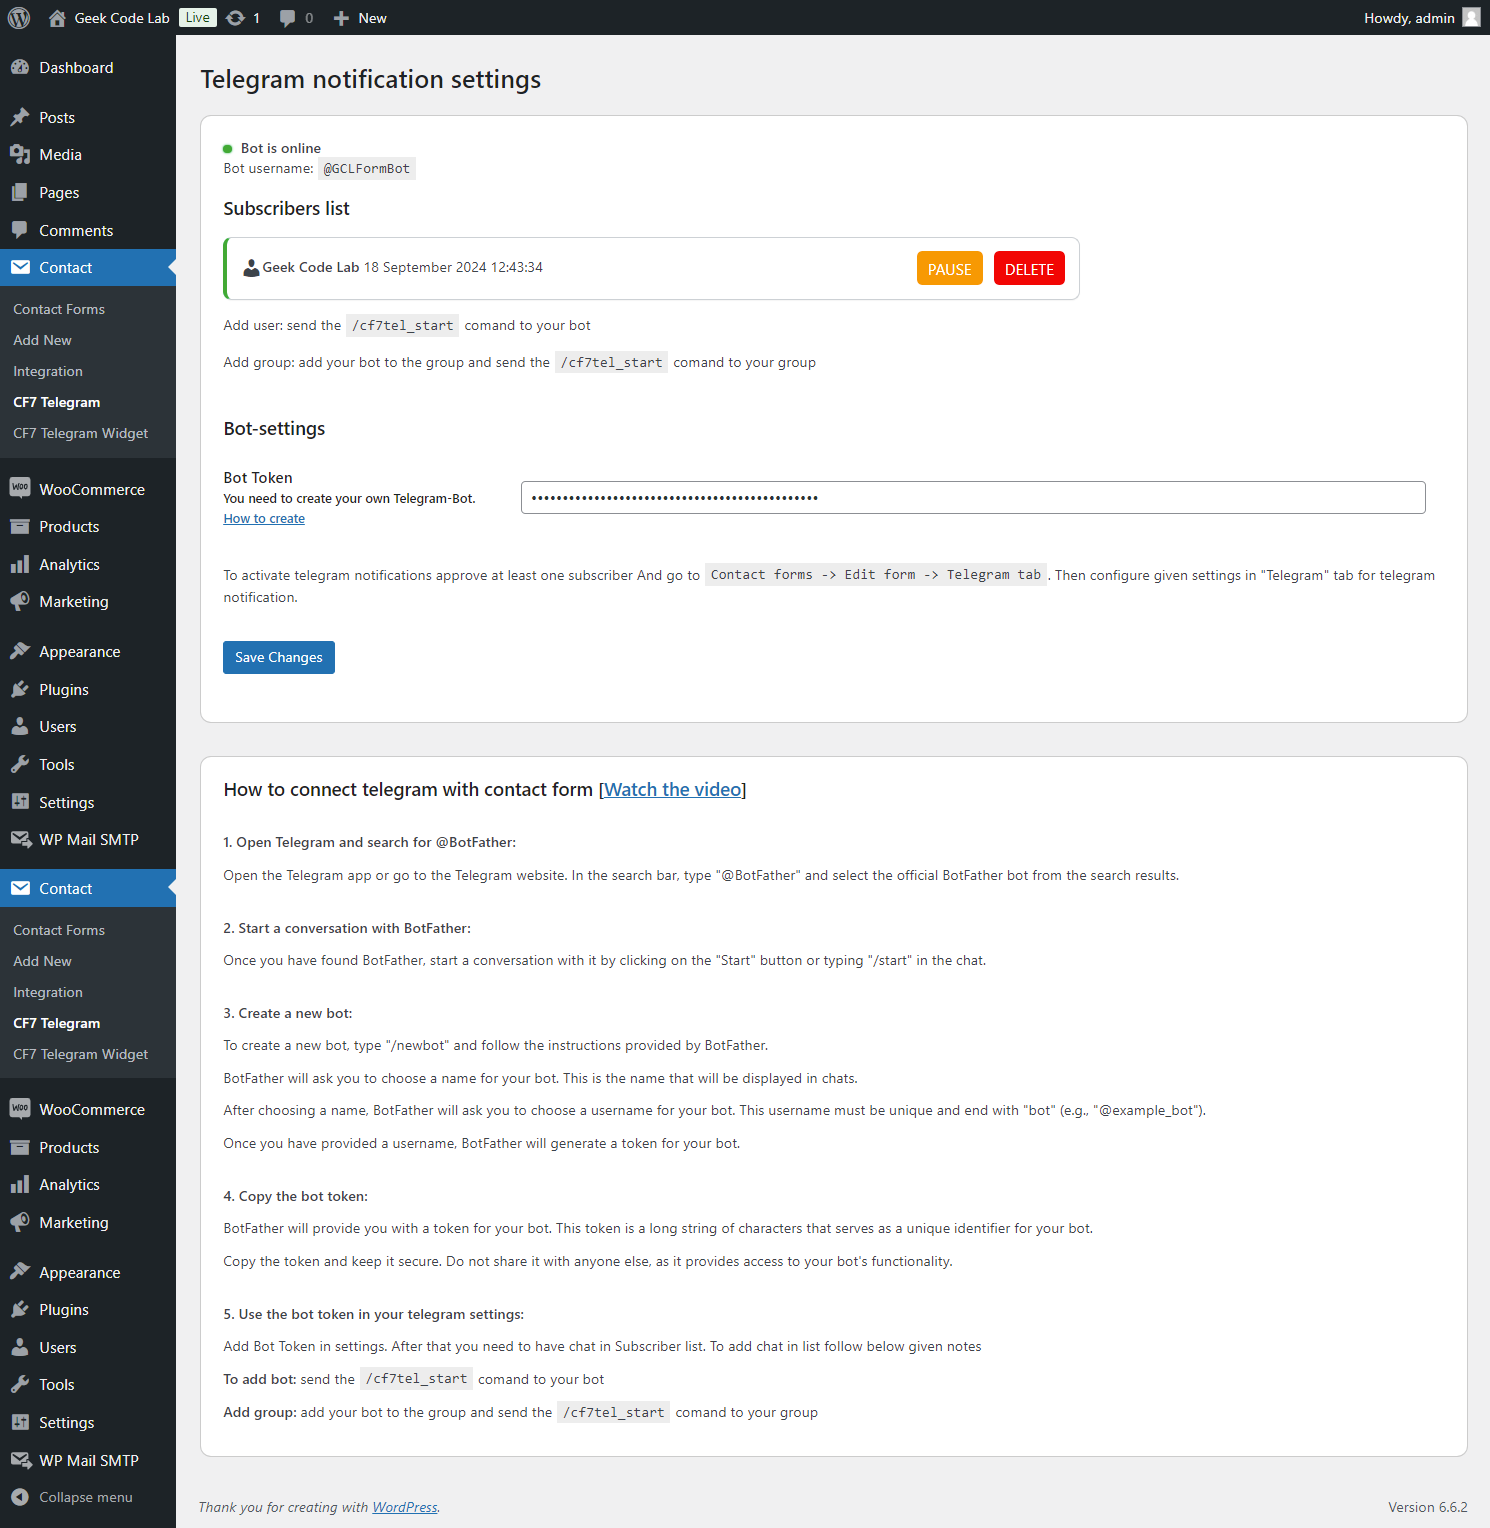 Geek Code Lab Live 1 0 New Howdy, admin
Dashboard
Posts
Media
Pages
Comments
Contact
Contact Forms
Add New
Integration
CF7 Telegram
CF7 Telegram Widget
WooCommerce
Products
Analytics
Marketing
Appearance
Plugins
Users
Tools
Settings
WP Mail SMTP
Contact
Contact Forms
Add New
Integration
CF7 Telegram
CF7 Telegram Widget
WooCommerce
Products
Analytics
Marketing
Appearance
Plugins
Users
Tools
Settings
WP Mail SMTP
Collapse menu
Telegram notification settings
Bot is online
Bot username: @GCLFormBot
Subscribers list
Geek Code Lab 18 September 2024 12:43:34 PAUSE DELETE
Add user: send the /cf7tel_start comand to your bot
Add group: add your bot to the group and send the /cf7tel_start comand to your group
Bot-settings
Bot Token
You need to create your own Telegram-Bot.
How to create
To activate telegram notifications approve at least one subscriber And go to Contact forms -> Edit form -> Telegram tab . Then configure given settings in "Telegram" tab for telegram
notification.
Save Changes
How to connect telegram with contact form [Watch the video]
1. Open Telegram and search for @BotFather:
Open the Telegram app or go to the Telegram website. In the search bar, type "@BotFather" and select the official BotFather bot from the search results.
2. Start a conversation with BotFather:
Once you have found BotFather, start a conversation with it by clicking on the "Start" button or typing "/start" in the chat.
3. Create a new bot:
To create a new bot, type "/newbot" and follow the instructions provided by BotFather.
BotFather will ask you to choose a name for your bot. This is the name that will be displayed in chats.
After choosing a name, BotFather will ask you to choose a username for your bot. This username must be unique and end with "bot" (e.g., "@example_bot").
Once you have provided a username, BotFather will generate a token for your bot.
4. Copy the bot token:
BotFather will provide you with a token for your bot. This token is a long string of characters that serves as a unique identifier for your bot.
Copy the token and keep it secure. Do not share it with anyone else, as it provides access to your bot's functionality.
5. Use the bot token in your telegram settings:
Add Bot Token in settings. After that you need to have chat in Subscriber list. To add chat in list follow below given notes
To add bot: send the /cf7tel_start comand to your bot
Add group: add your bot to the group and send the /cf7tel_start comand to your group
Thank you for creating with WordPress. Version 6.6.2